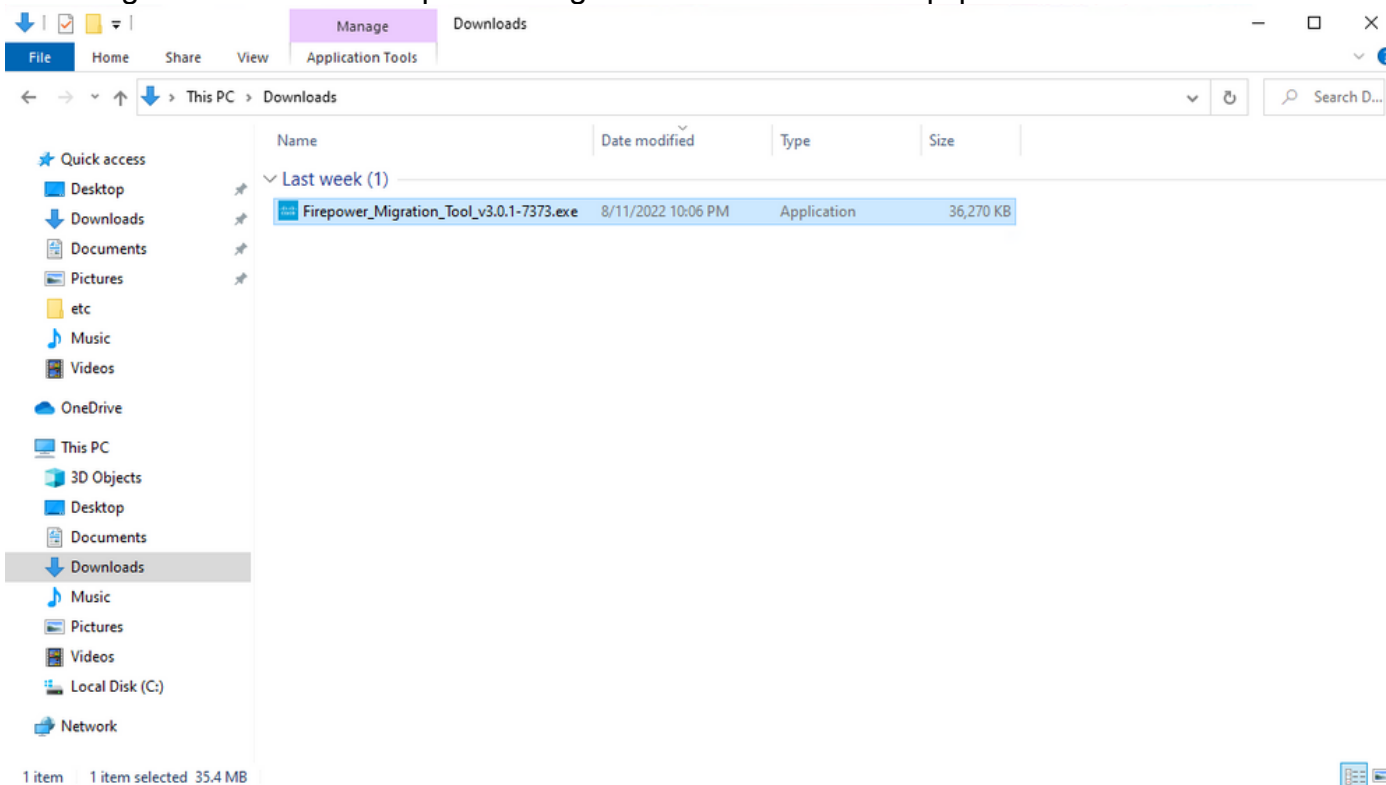 Manage
Downloads
File
Home
Share
View
Application Tools
This PC > Downloads
Search D...
Name
Date modified
Type
Size
Quick access
Desktop
Downloads
Documents
Pictures
etc
Music
Videos
OneDrive
This PC
3D Objects
Desktop
Documents
Downloads
Music
Pictures
Videos
Local Disk (C:)
Network
Last week (1)
Firepower_Migration_Tool_v3.0.1-7373.exe 8/11/2022 10:06 PM Application 36,270 KB
1 item 1 item selected 35.4 MB